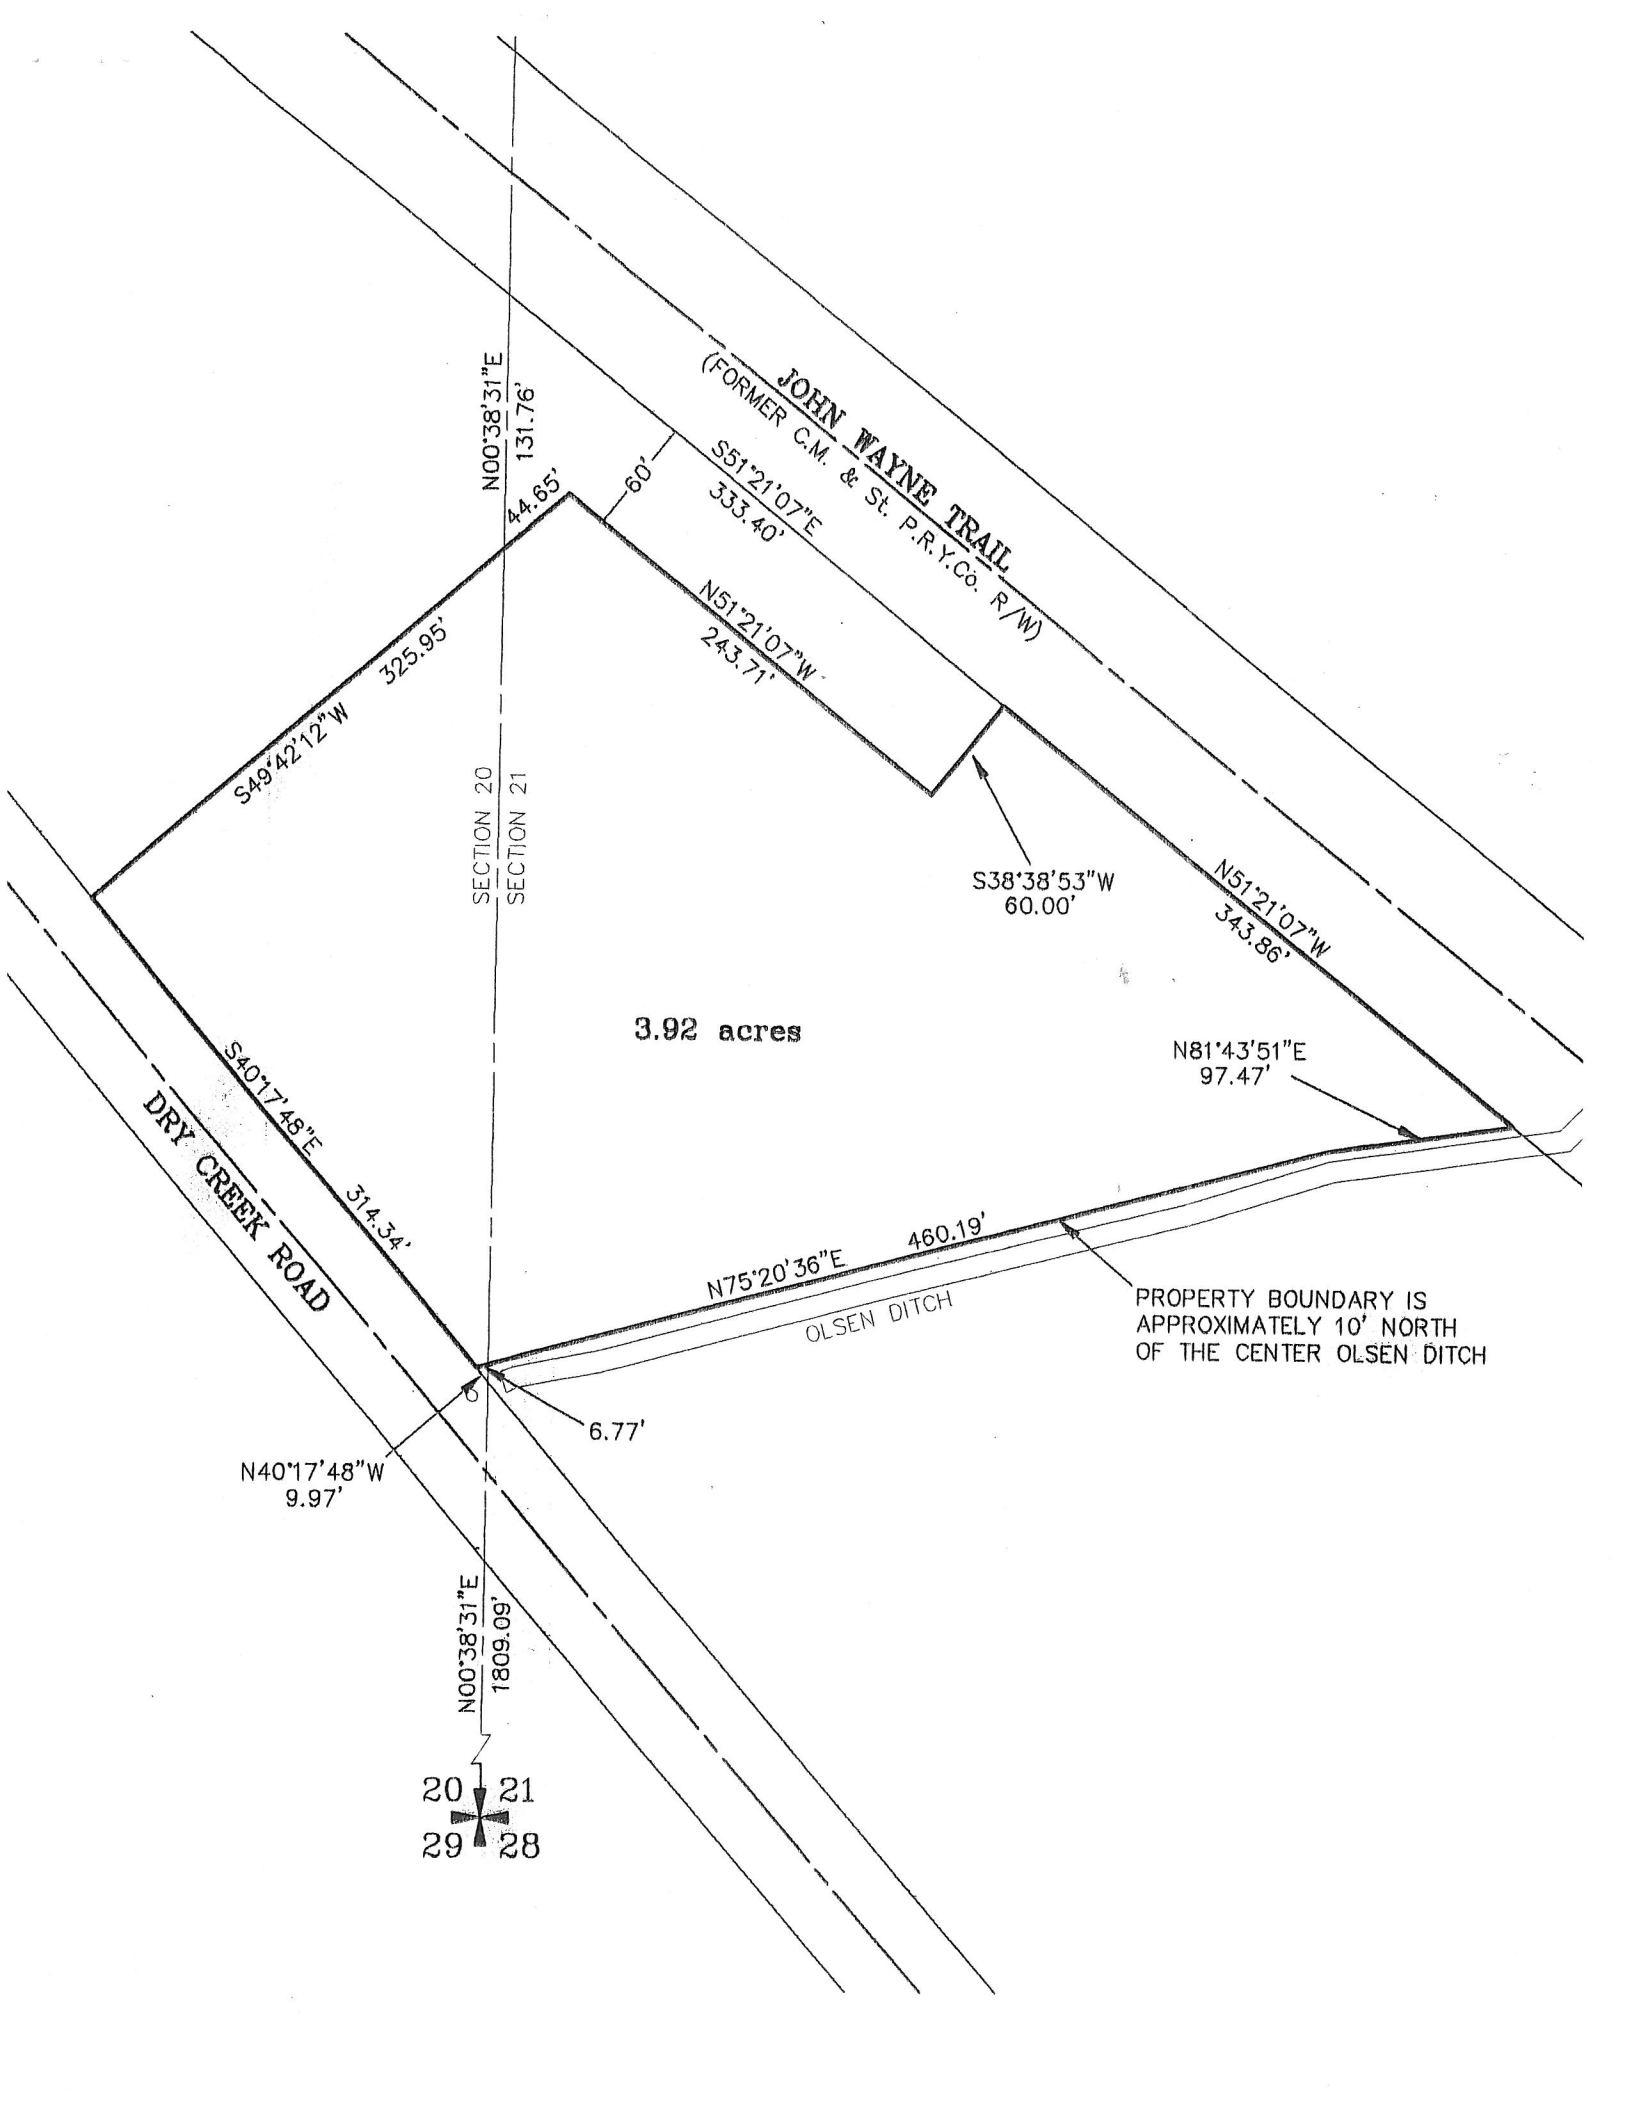 N00°38'31"E
131.76'
JOHN WAYNE TRAIL
(FORMER C.M. & St. P.R.Y.Co. R/W)
60'
S51°21'07"E
333.40'
44.65'
325.95'
S49°42'12"W
N51°21'07"W
243.71'
SECTION 20
SECTION 21
S38°38'53"W
60.00'
N51°21'07"W
343.86'
3.92 acres
N81°43'51"E
97.47'
S40°17'48"E
314.34'
DRY CREEK ROAD
N75°20'36"E
460.19'
OLSEN DITCH
PROPERTY BOUNDARY IS
APPROXIMATELY 10' NORTH
OF THE CENTER OLSEN DITCH
6.77'
N40°17'48"W
9.97'
N00°38'31"E
1809.09'
20 21
29 28